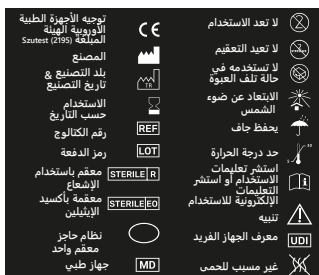 لا تعد الاستخدام
لا تعيد التعقيم
لا تستخدمه في
حالة تلف العبوة
الابتعاد عن ضوء
الشمس
يحفظ جاف
حد درجة الحرارة
استشر تعليمات
الاستخدام أو استشر
التعليمات
الإلكترونية للاستخدام
تنبيه
معرف الجهاز الفريد
UDI
غير مسبب للحمى
توجيه الأجهزة الطبية
الأوروبية الهيئة
المبلغة Szutest (2195)
CE
المصنع
بلد التصنيع &
تاريخ التصنيع
TR
الاستخدام
حسب التاريخ
رقم الكتالوج
REF
رمز الدفعة
LOT
معقم باستخدام
الإشعاع
STERILE R
معقمة بأكسيد
الإيثيلين
STERILE EO
نظام حاجز
معقم واحد
جهاز طبي
MD